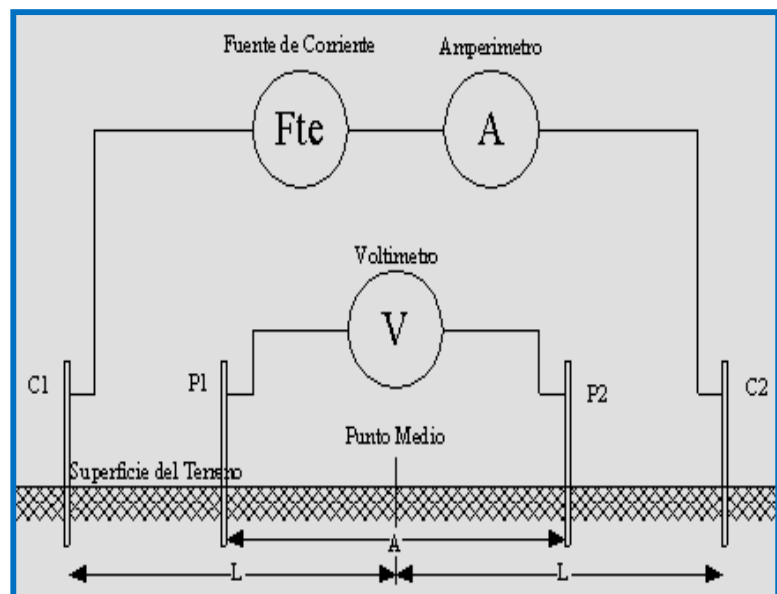 Fuente de Corriente
Amperimetro
Fte
A
Voltimetro
V
C1
P1
P2
C2
Punto Medio
Superficie del Terreno
A
L
L